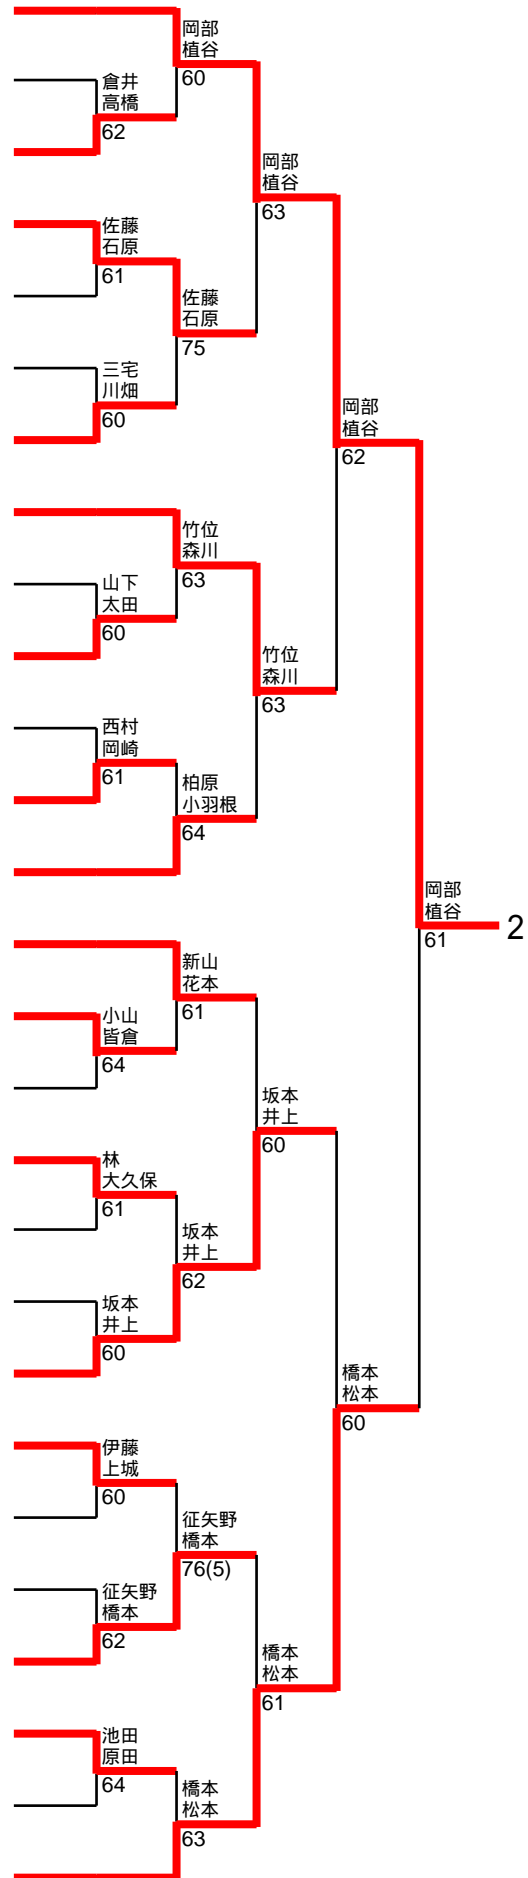 岡部
植谷
60
倉井
高橋
62
岡部
植谷
63
佐藤
石原
61
佐藤
石原
75
三宅
川畑
60
岡部
植谷
62
竹位
森川
63
山下
太田
60
竹位
森川
63
西村
岡崎
61
柏原
小羽根
64
岡部
植谷
61
2
新山
花本
61
小山
皆倉
64
坂本
井上
60
林
大久保
61
坂本
井上
62
坂本
井上
60
橋本
松本
60
伊藤
上城
60
征矢野
橋本
76(5)
征矢野
橋本
62
橋本
松本
61
池田
原田
64
橋本
松本
63